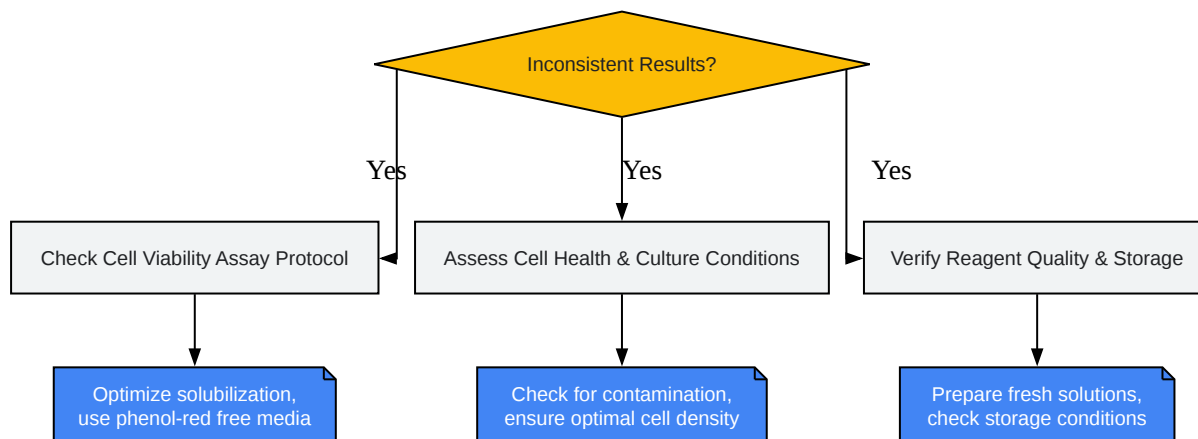 Inconsistent Results?
Yes
Yes
Yes
Check Cell Viability Assay Protocol
Assess Cell Health & Culture Conditions
Verify Reagent Quality & Storage
Optimize solubilization,
use phenol-red free media
Check for contamination,
ensure optimal cell density
Prepare fresh solutions,
check storage conditions